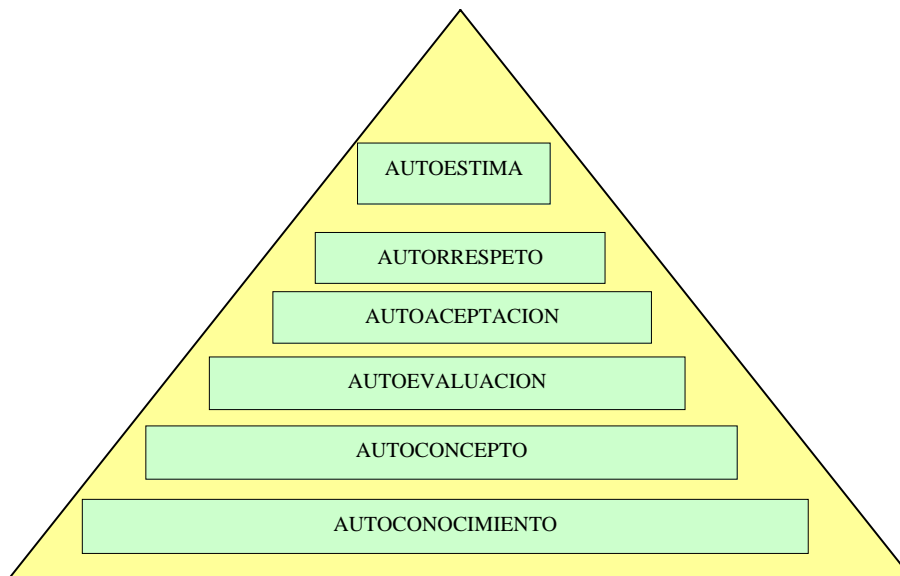 AUTOESTIMA
AUTORRESPETO
AUTOACEPTACION
AUTOEVALUACION
AUTOCONCEPTO
AUTOCONOCIMIENTO